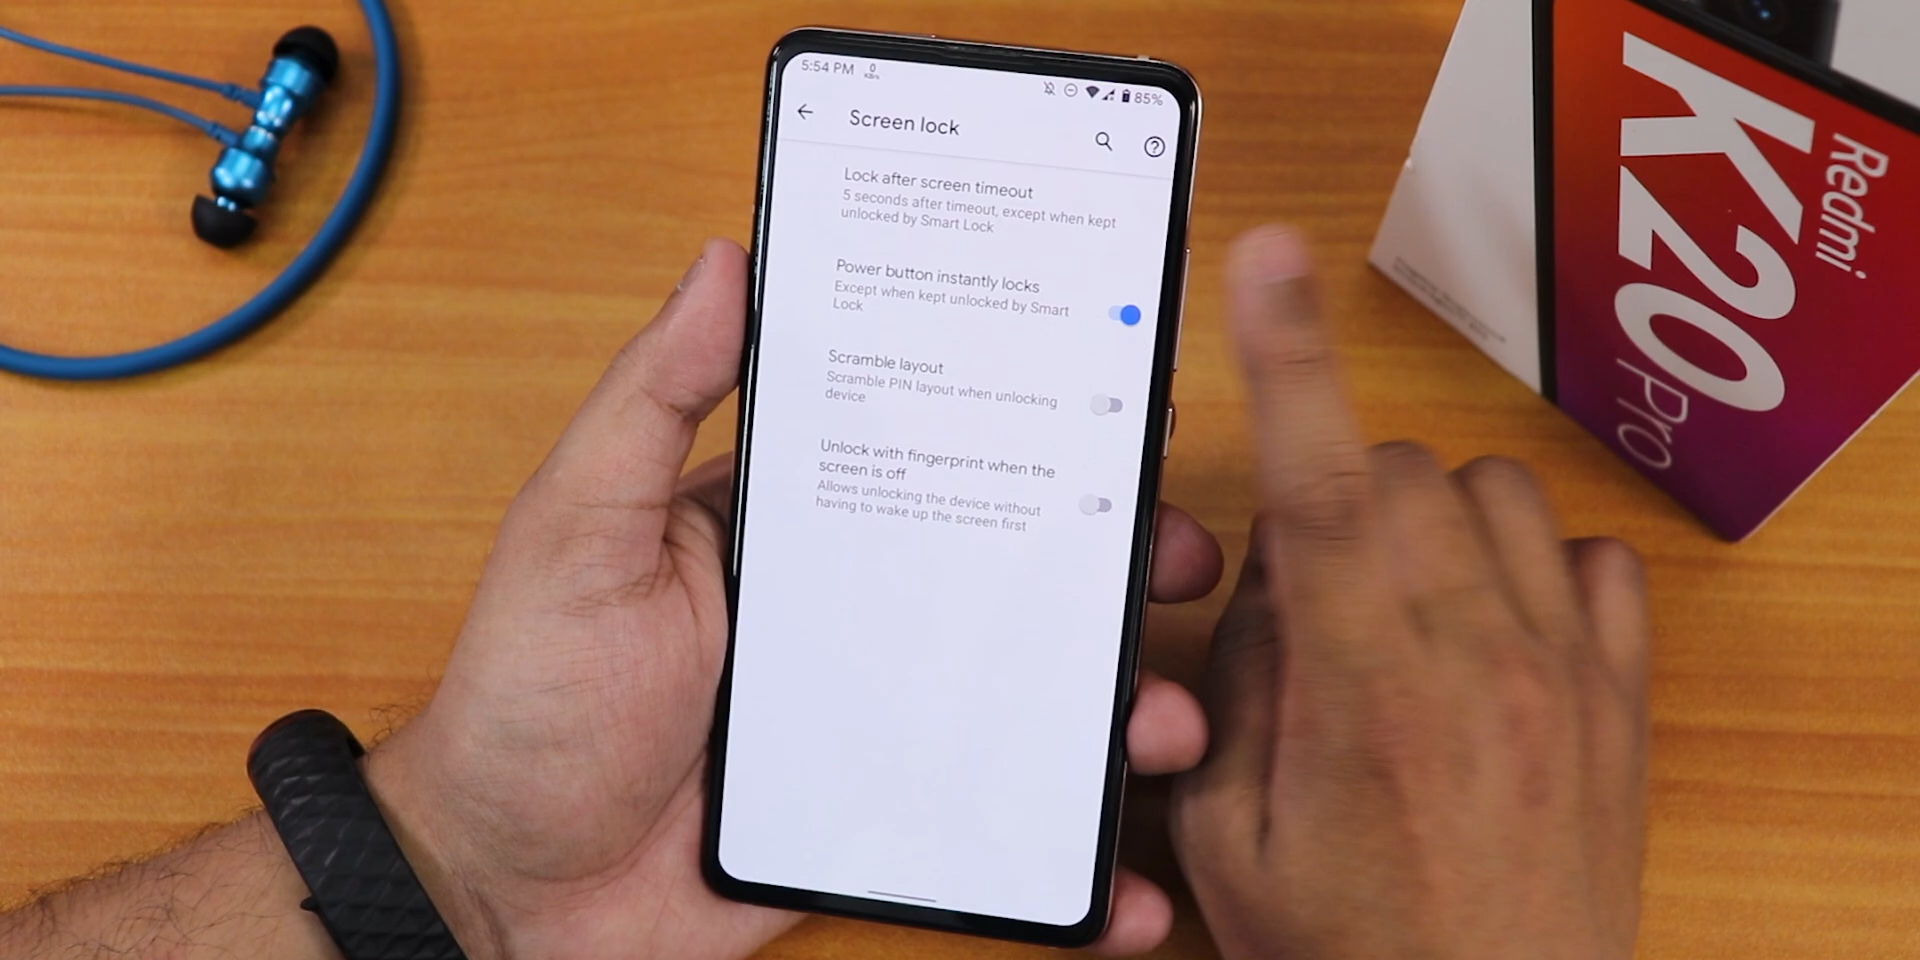 5:54 PM
0
KB/s
85%
Screen lock
Lock after screen timeout
5 seconds after timeout, except when kept
unlocked by Smart Lock
Power button instantly locks
Except when kept unlocked by Smart
Lock
Scramble layout
Scramble PIN layout when unlocking
device
Unlock with fingerprint when the
screen is off
Allows unlocking the device without
having to wake up the screen first
Redmi
K20
Pro